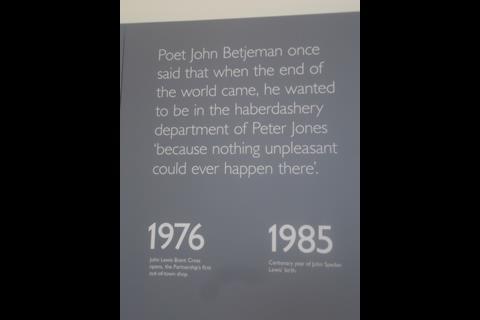 Poet John Betjeman once
said that when the end of
the world came, he wanted
to be in the haberdashery
department of Peter Jones
‘because nothing unpleasant
could ever happen there’.
1976
John Lewis Brent Cross
opens, the Partnership's first
out-of-town shop.
1985
Centenary year of John Spedan
Lewis' birth